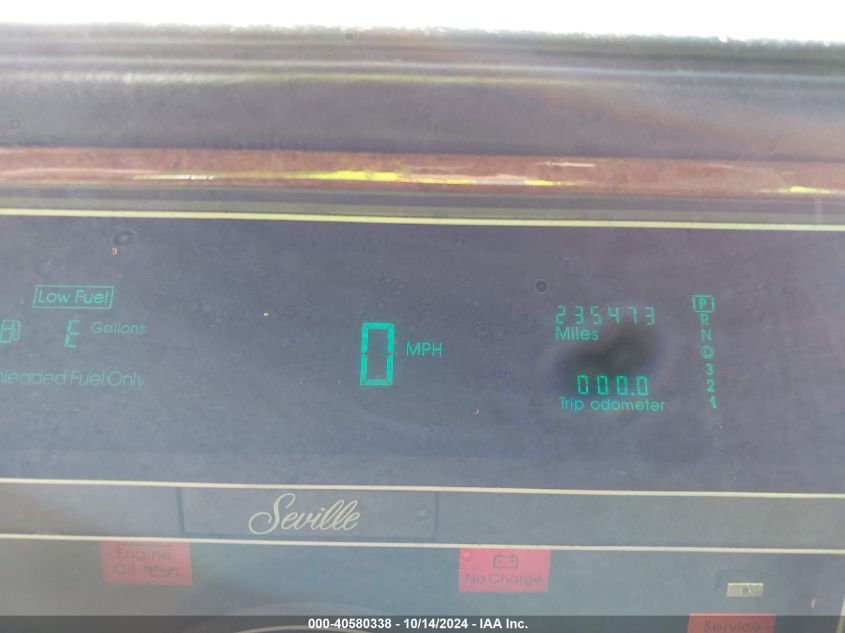 Low Fuel
E Gallons
Unleaded Fuel Only
0 MPH
235473
Miles
000.0
Trip odometer
P
R
N
D
3
2
1
Seville
Engine
Oil
No Charge
Service
000-40580338 - 10/14/2024 - IAA Inc.